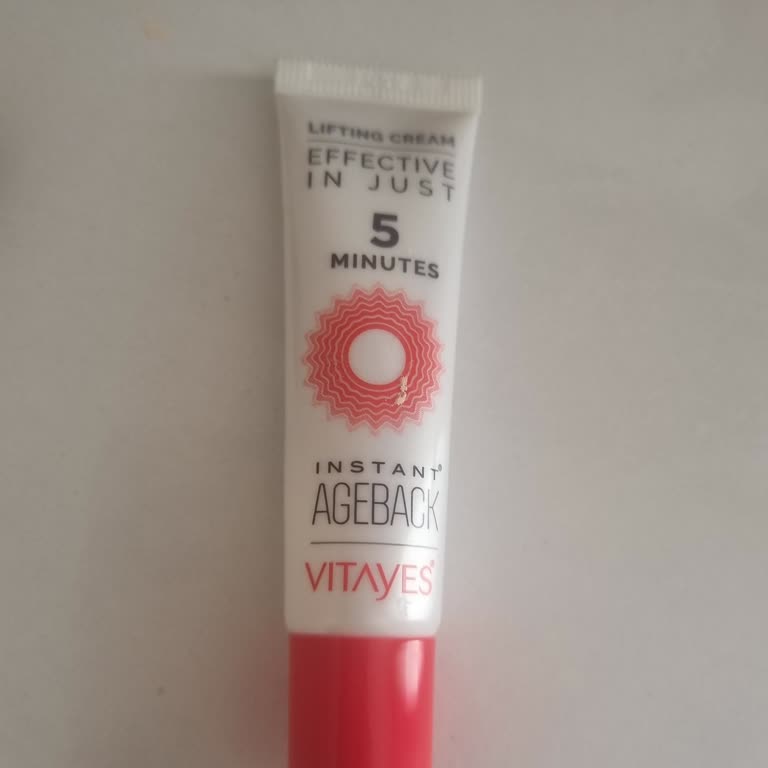 LIFTING CREAM
EFFECTIVE
IN JUST
5
MINUTES
INSTANT®
AGEBACK
VITAYES®